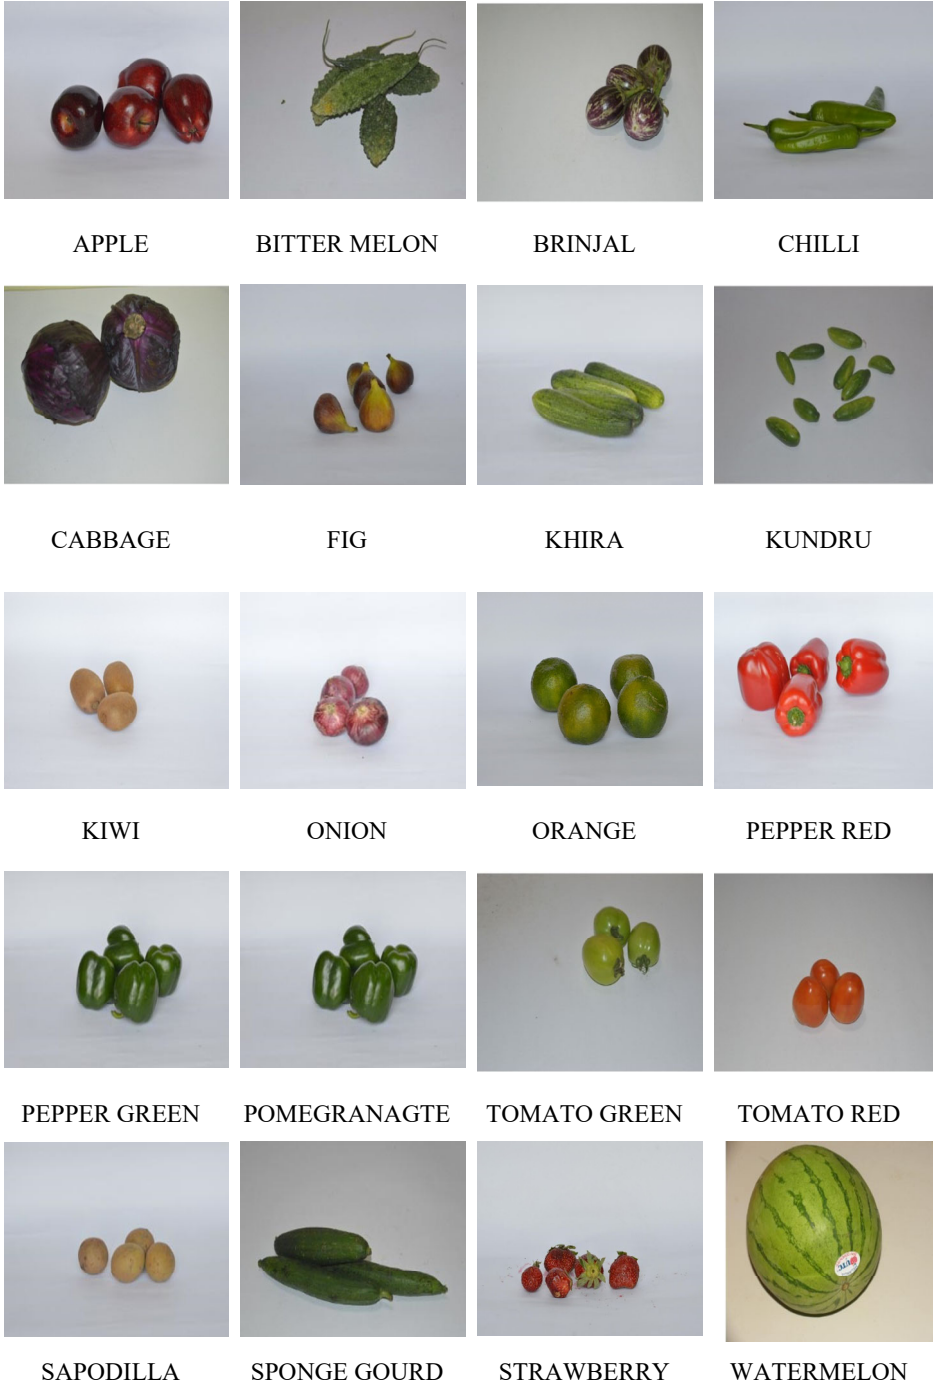 APPLE BITTER MELON BRINJAL CHILLI
CABBAGE FIG KHIRA KUNDRU
KIWI ONION ORANGE PEPPER RED
PEPPER GREEN POMEGRANAGTE TOMATO GREEN TOMATO RED
SAPODILLA SPONGE GOURD STRAWBERRY WATERMELON